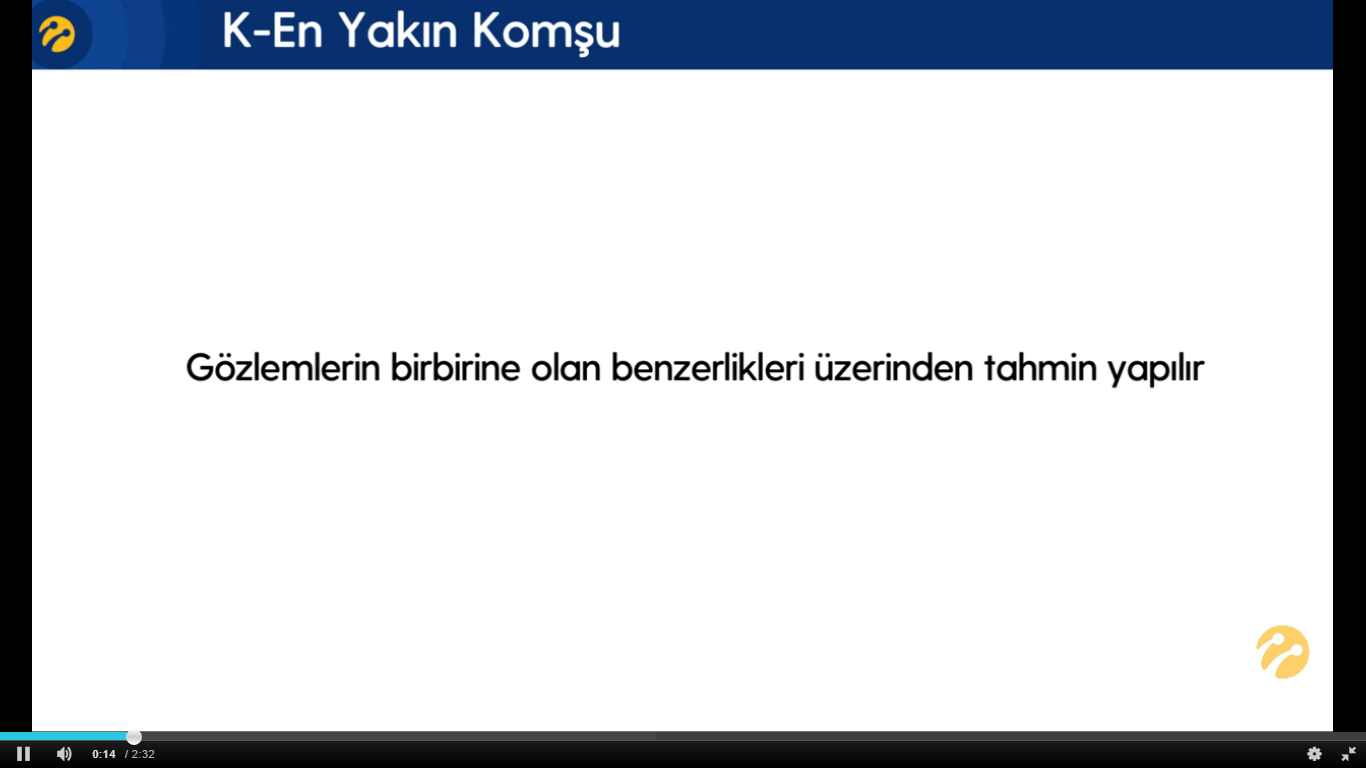 K-En Yakın Komşu
Gözlemlerin birbirine olan benzerlikleri üzerinden tahmin yapılır
0:14 / 2:32